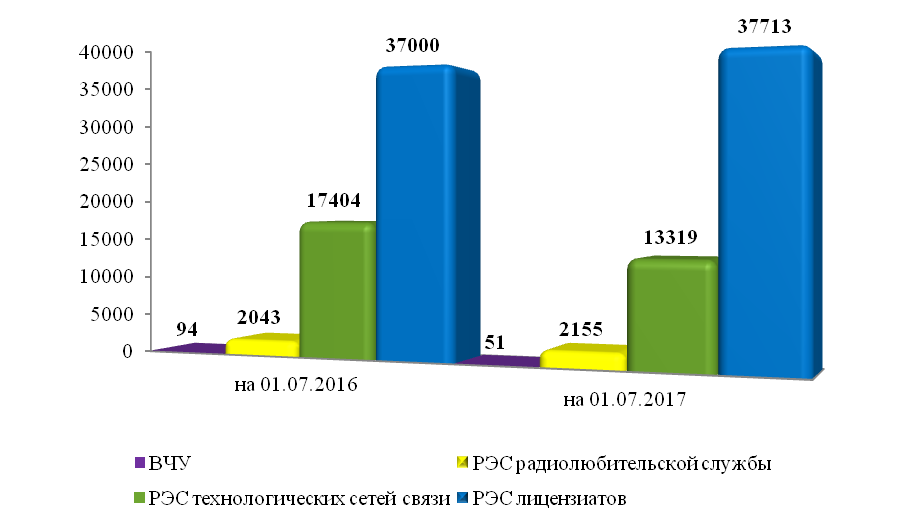 37000
37713
40000
35000
30000
25000
20000
15000
10000
5000
0
17404
13319
94
2043
51
2155
на 01.07.2016
на 01.07.2017
ВЧУ
РЭС радиолюбительской службы
РЭС технологических сетей связи
РЭС лицензиатов